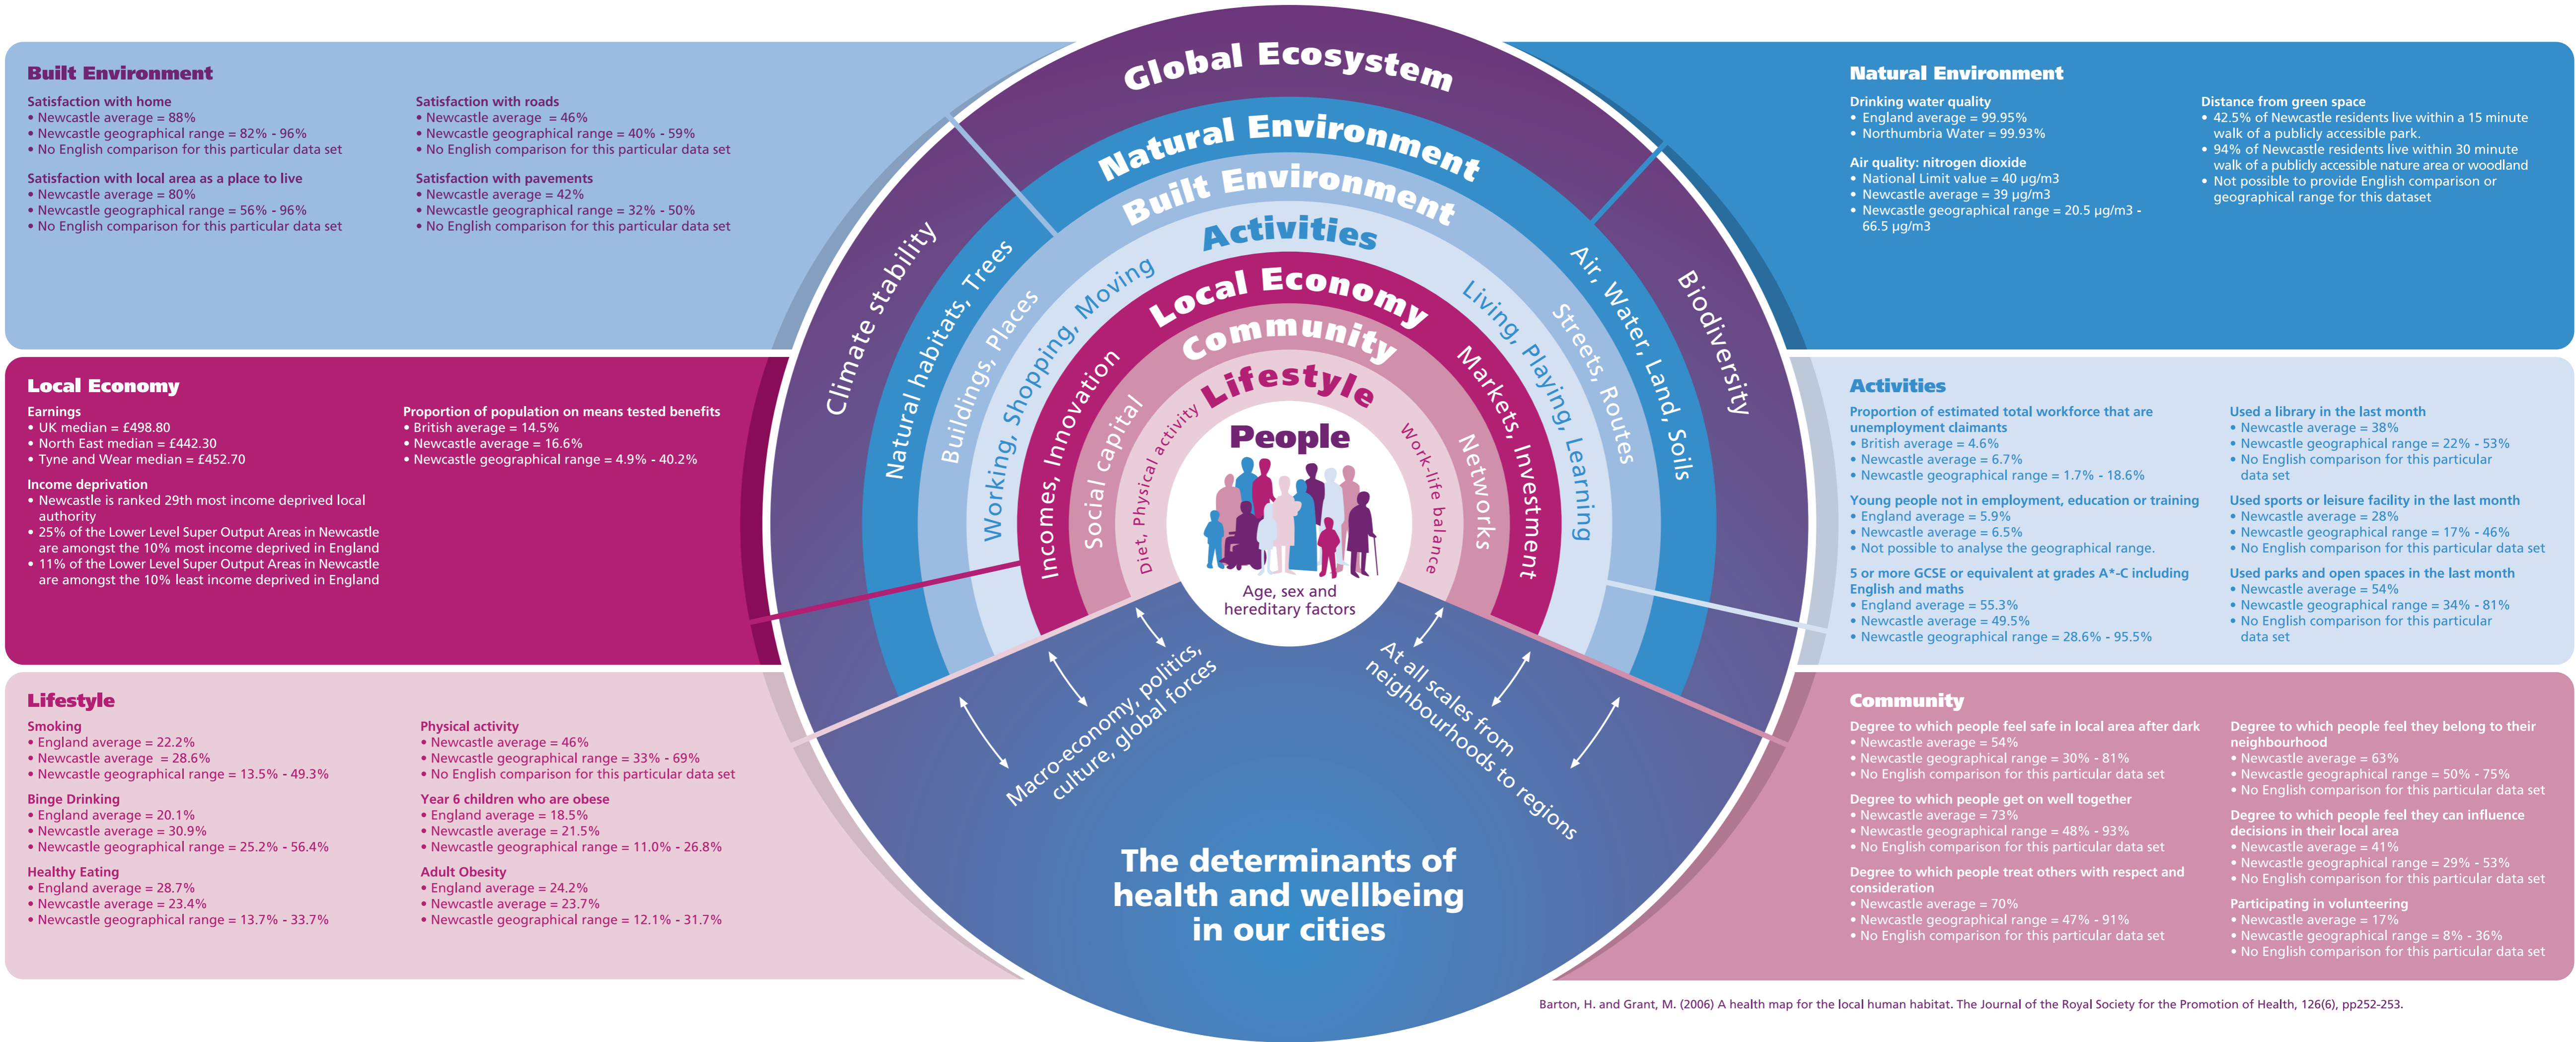 Built Environment
Satisfaction with home
• Newcastle average = 88%
• Newcastle geographical range = 82% - 96%
• No English comparison for this particular data set
Satisfaction with local area as a place to live
• Newcastle average = 80%
• Newcastle geographical range = 56% - 96%
• No English comparison for this particular data set
Satisfaction with roads
• Newcastle average = 46%
• Newcastle geographical range = 40% - 59%
• No English comparison for this particular data set
Satisfaction with pavements
• Newcastle average = 42%
• Newcastle geographical range = 32% - 50%
• No English comparison for this particular data set
Local Economy
Earnings
• UK median = £498.80
• North East median = £442.30
• Tyne and Wear median = £452.70
Income deprivation
• Newcastle is ranked 29th most income deprived local
authority
• 25% of the Lower Level Super Output Areas in Newcastle
are amongst the 10% most income deprived in England
• 11% of the Lower Level Super Output Areas in Newcastle
are amongst the 10% least income deprived in England
Proportion of population on means tested benefits
• British average = 14.5%
• Newcastle average = 16.6%
• Newcastle geographical range = 4.9% - 40.2%
Lifestyle
Smoking
• England average = 22.2%
• Newcastle average = 28.6%
• Newcastle geographical range = 13.5% - 49.3%
Binge Drinking
• England average = 20.1%
• Newcastle average = 30.9%
• Newcastle geographical range = 25.2% - 56.4%
Healthy Eating
• England average = 28.7%
• Newcastle average = 23.4%
• Newcastle geographical range = 13.7% - 33.7%
Physical activity
• Newcastle average = 46%
• Newcastle geographical range = 33% - 69%
• No English comparison for this particular data set
Year 6 children who are obese
• England average = 18.5%
• Newcastle average = 21.5%
• Newcastle geographical range = 11.0% - 26.8%
Adult Obesity
• England average = 24.2%
• Newcastle average = 23.7%
• Newcastle geographical range = 12.1% - 31.7%
Global Ecosystem
Climate stability
Biodiversity
Natural Environment
Natural habitats, Trees
Air, Water, Land, Soils
Built Environment
Buildings, Places
Streets, Routes
Activities
Working, Shopping, Moving
Living, Playing, Learning
Local Economy
Incomes, Innovation
Markets, Investment
Community
Social capital
Networks
Lifestyle
Diet, Physical activity
Work-life balance
People
Age, sex and
hereditary factors
Macro-economy, politics,
culture, global forces
At all scales from
neighbourhoods to regions
The determinants of
health and wellbeing
in our cities
Natural Environment
Drinking water quality
• England average = 99.95%
• Northumbria Water = 99.93%
Air quality: nitrogen dioxide
• National Limit value = 40 µg/m3
• Newcastle average = 39 µg/m3
• Newcastle geographical range = 20.5 µg/m3 -
66.5 µg/m3
Distance from green space
• 42.5% of Newcastle residents live within a 15 minute
walk of a publicly accessible park.
• 94% of Newcastle residents live within 30 minute
walk of a publicly accessible nature area or woodland
• Not possible to provide English comparison or
geographical range for this dataset
Activities
Proportion of estimated total workforce that are
unemployment claimants
• British average = 4.6%
• Newcastle average = 6.7%
• Newcastle geographical range = 1.7% - 18.6%
Young people not in employment, education or training
• England average = 5.9%
• Newcastle average = 6.5%
• Not possible to analyse the geographical range.
5 or more GCSE or equivalent at grades A*-C including
English and maths
• England average = 55.3%
• Newcastle average = 49.5%
• Newcastle geographical range = 28.6% - 95.5%
Used a library in the last month
• Newcastle average = 38%
• Newcastle geographical range = 22% - 53%
• No English comparison for this particular
data set
Used sports or leisure facility in the last month
• Newcastle average = 28%
• Newcastle geographical range = 17% - 46%
• No English comparison for this particular data set
Used parks and open spaces in the last month
• Newcastle average = 54%
• Newcastle geographical range = 34% - 81%
• No English comparison for this particular
data set
Community
Degree to which people feel safe in local area after dark
• Newcastle average = 54%
• Newcastle geographical range = 30% - 81%
• No English comparison for this particular data set
Degree to which people get on well together
• Newcastle average = 73%
• Newcastle geographical range = 48% - 93%
• No English comparison for this particular data set
Degree to which people treat others with respect and
consideration
• Newcastle average = 70%
• Newcastle geographical range = 47% - 91%
• No English comparison for this particular data set
Degree to which people feel they belong to their
neighbourhood
• Newcastle average = 63%
• Newcastle geographical range = 50% - 75%
• No English comparison for this particular data set
Degree to which people feel they can influence
decisions in their local area
• Newcastle average = 41%
• Newcastle geographical range = 29% - 53%
• No English comparison for this particular data set
Participating in volunteering
• Newcastle average = 17%
• Newcastle geographical range = 8% - 36%
• No English comparison for this particular data set
Barton, H. and Grant, M. (2006) A health map for the local human habitat. The Journal of the Royal Society for the Promotion of Health, 126(6), pp252-253.